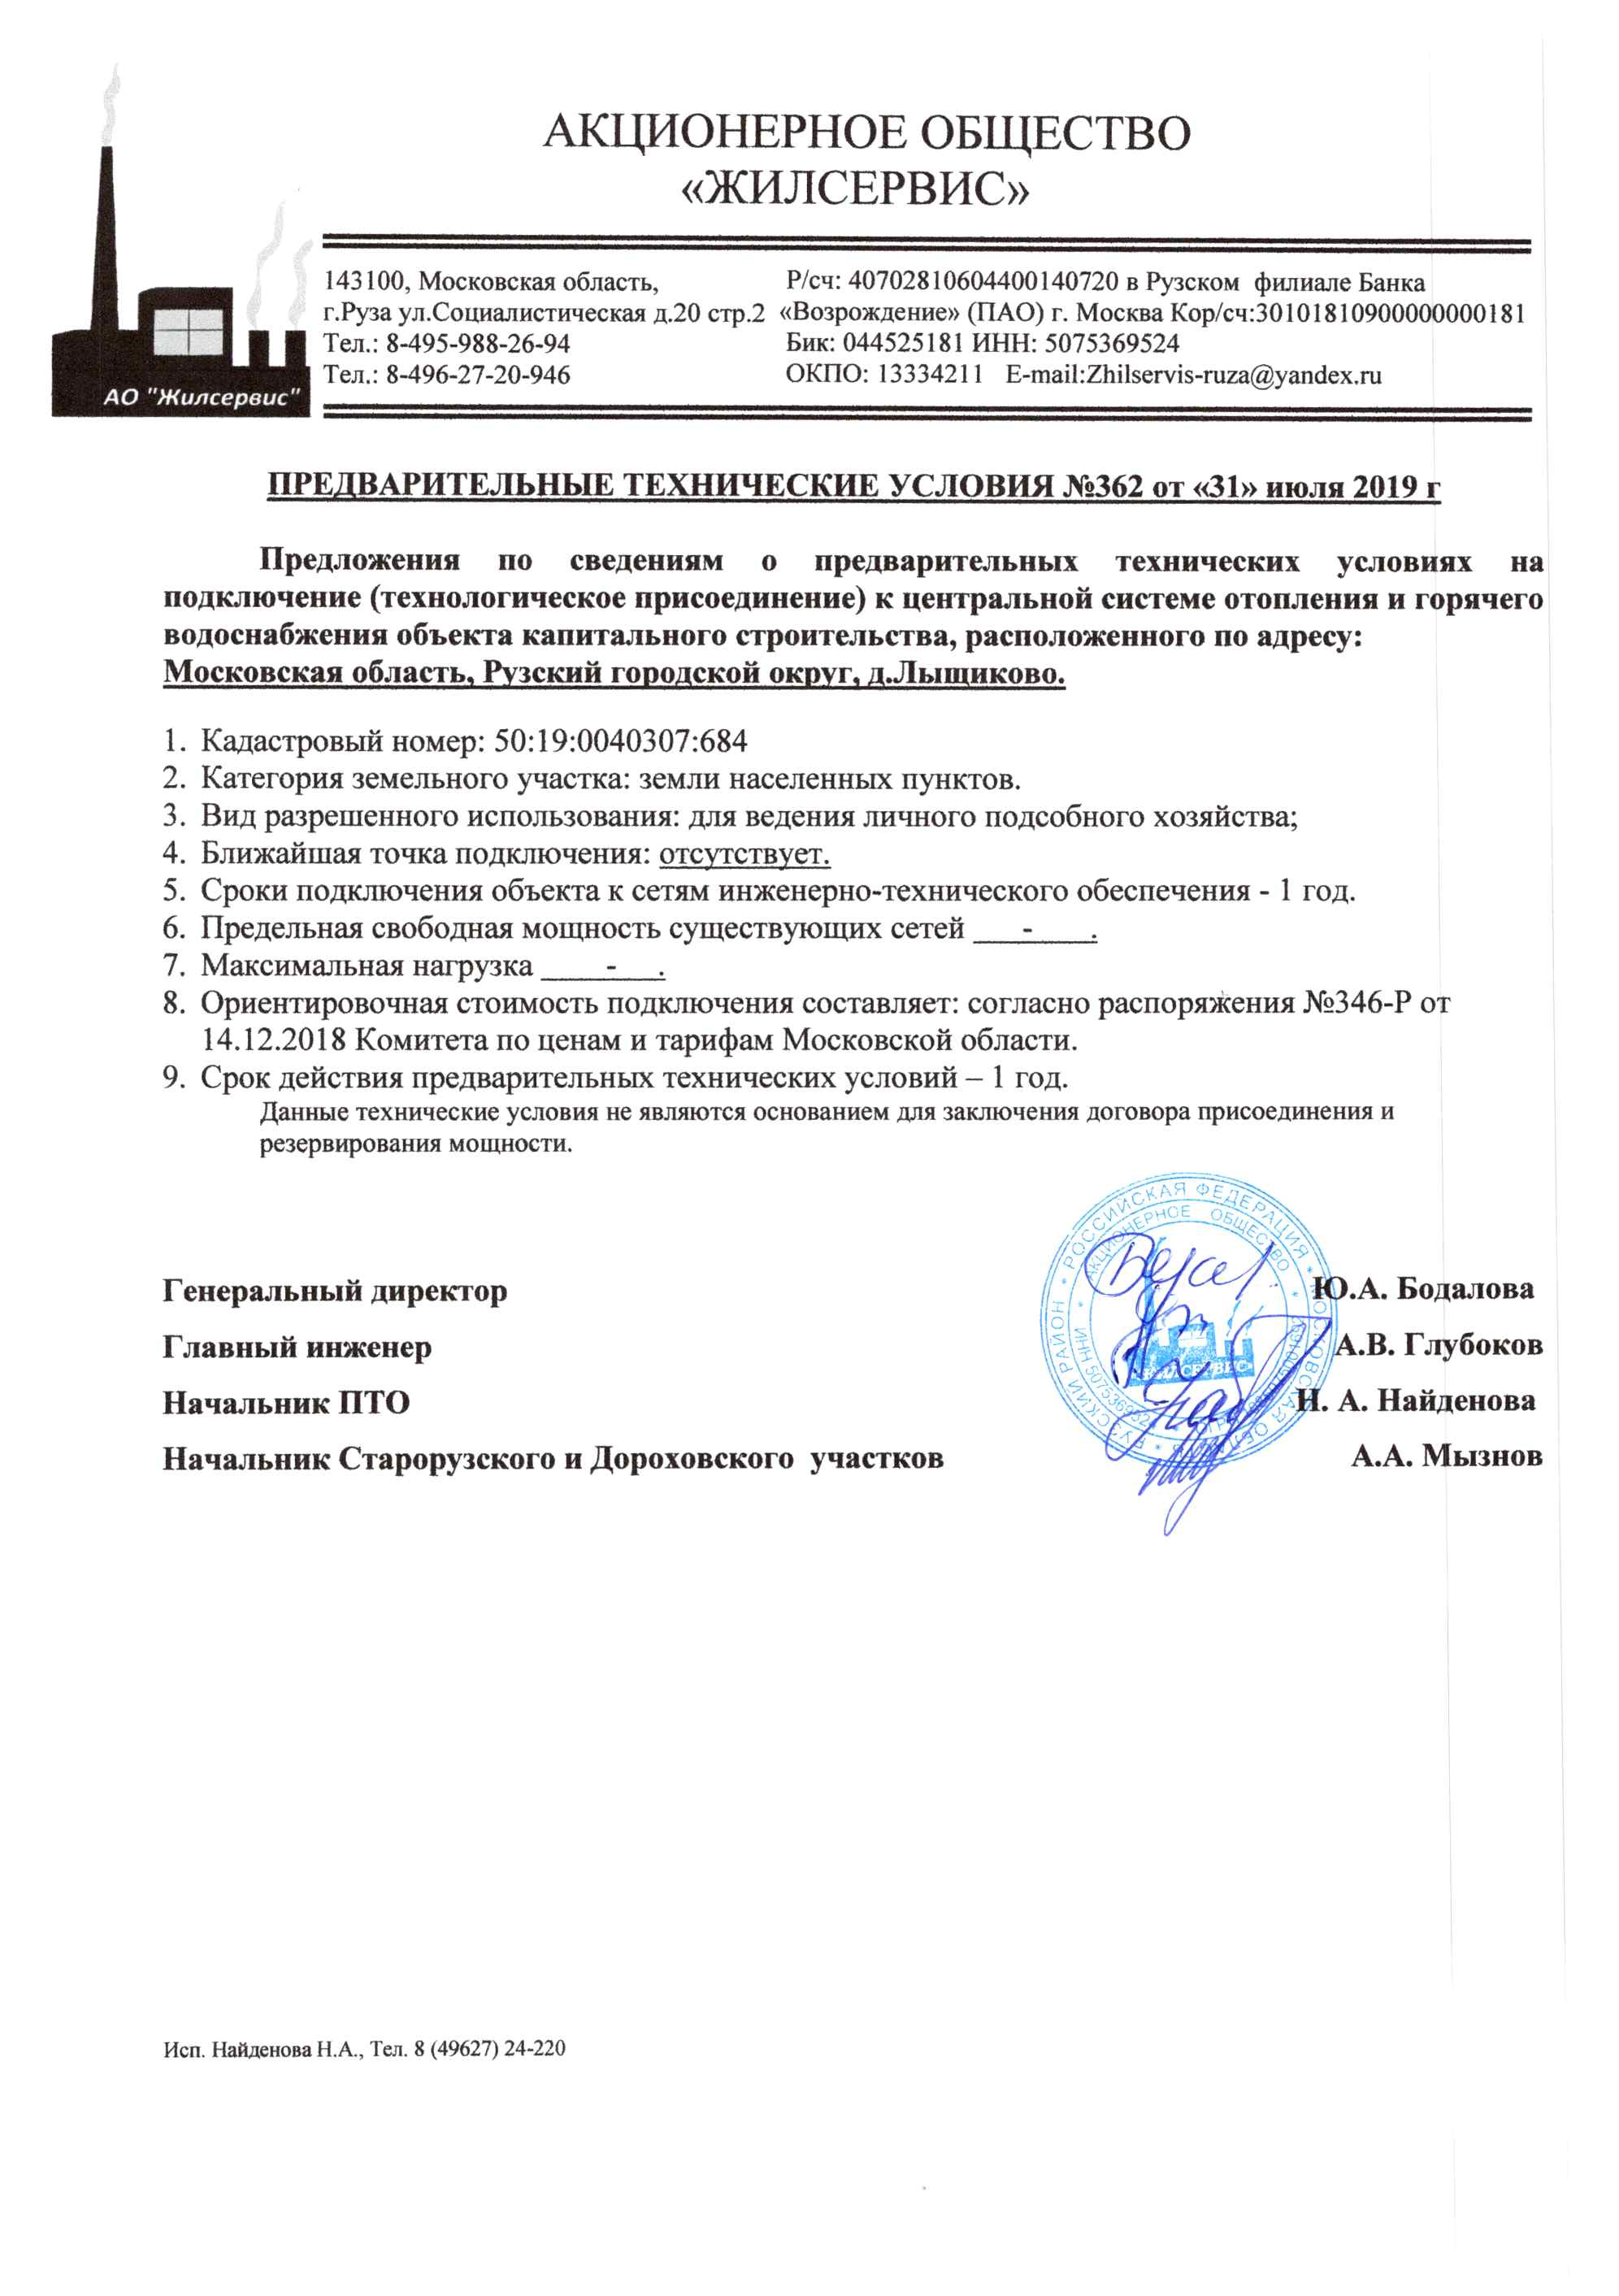 АКЦИОНЕРНОЕ ОБЩЕСТВО
«ЖИЛСЕРВИС»
АО "Жилсервис"
143100, Московская область,
г.Руза ул.Социалистическая д.20 стр.2
Тел.: 8-495-988-26-94
Тел.: 8-496-27-20-946
Р/сч: 40702810604400140720 в Рузском филиале Банка
«Возрождение» (ПАО) г. Москва Кор/сч:30101810900000000181
Бик: 044525181 ИНН: 5075369524
ОКПО: 13334211 E-mail:Zhilservis-ruza@yandex.ru
ПРЕДВАРИТЕЛЬНЫЕ ТЕХНИЧЕСКИЕ УСЛОВИЯ №362 от «31» июля 2019 г
Предложения по сведениям о предварительных технических условиях на
подключение (технологическое присоединение) к центральной системе отопления и горячего
водоснабжения объекта капитального строительства, расположенного по адресу:
Московская область, Рузский городской округ, д.Лыщиково.
1. Кадастровый номер: 50:19:0040307:684
2. Категория земельного участка: земли населенных пунктов.
3. Вид разрешенного использования: для ведения личного подсобного хозяйства;
4. Ближайшая точка подключения: отсутствует.
5. Сроки подключения объекта к сетям инженерно-технического обеспечения - 1 год.
6. Предельная свободная мощность существующих сетей ___-____.
7. Максимальная нагрузка ____-___.
8. Ориентировочная стоимость подключения составляет: согласно распоряжения №346-Р от
14.12.2018 Комитета по ценам и тарифам Московской области.
9. Срок действия предварительных технических условий – 1 год.
Данные технические условия не являются основанием для заключения договора присоединения и
резервирования мощности.
РОССИЙСКАЯ ФЕДЕРАЦИЯ * МОСКОВСКАЯ ОБЛАСТЬ * РУЗСКИЙ РАЙОН *
АКЦИОНЕРНОЕ ОБЩЕСТВО *
Генеральный директор Ю.А. Бодалова
Главный инженер А.В. Глубоков
Начальник ПТО Н. А. Найденова
Начальник Старорузского и Дороховского участков А.А. Мызнов
Исп. Найденова Н.А., Тел. 8 (49627) 24-220